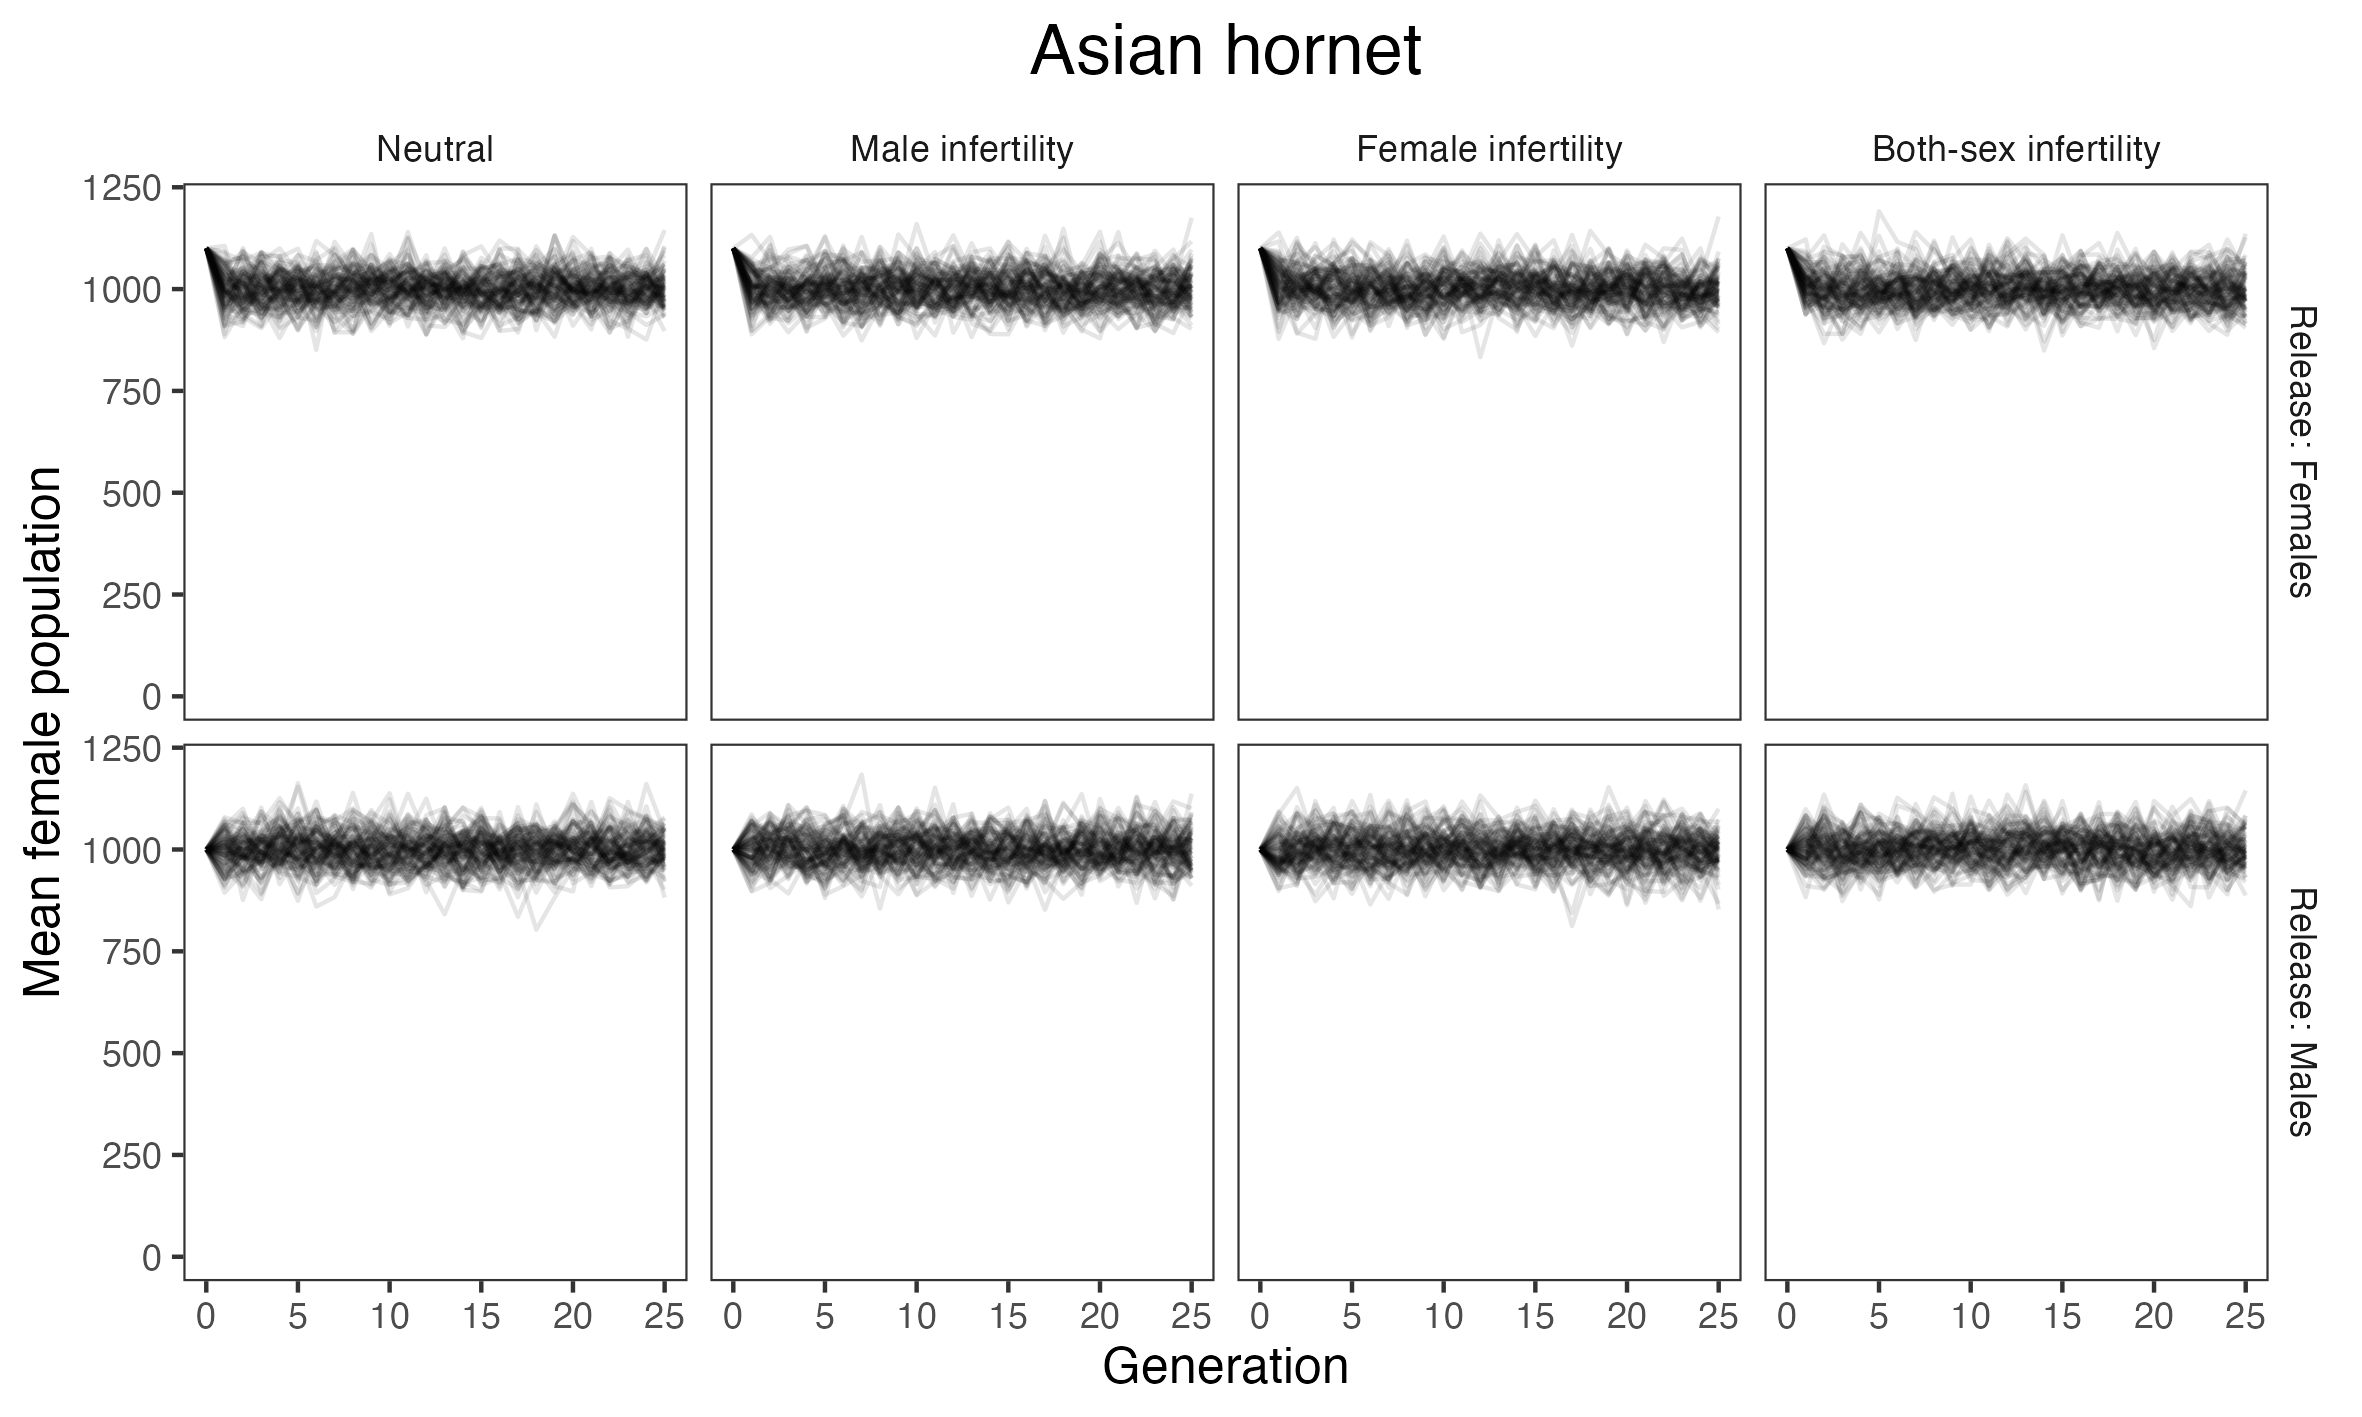 Asian hornet
Neutral
Male infertility
Female infertility
Both-sex infertility
Mean female population
1250
1000
750
500
250
0
Release: Females
1250
1000
750
500
250
0
Release: Males
0 5 10 15 20 25
0 5 10 15 20 25
0 5 10 15 20 25
0 5 10 15 20 25
Generation